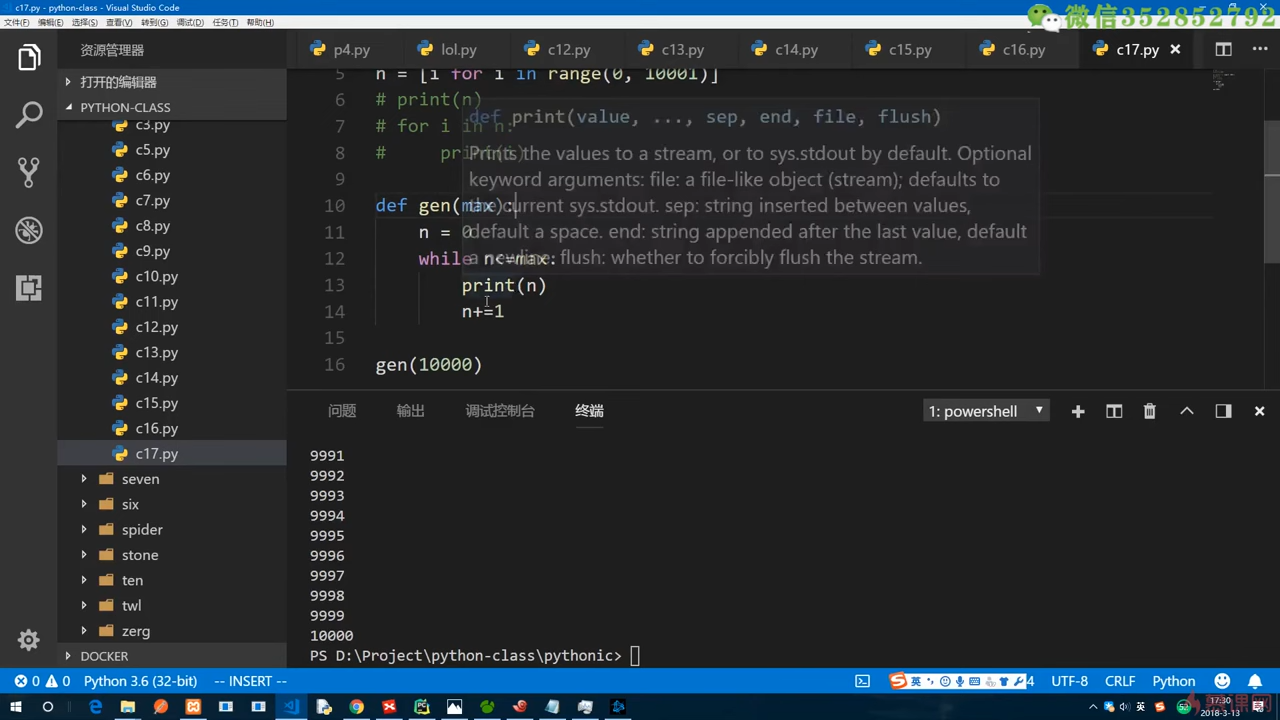 c17.py - python-class - Visual Studio Code
微信352852792
文件(F) 编辑(E) 选择(S) 查看(V) 转到(G) 调试(D) 任务(T) 帮助(H)
资源管理器
p4.py lol.py c12.py c13.py c14.py c15.py c16.py c17.py
打开的编辑器
PYTHON-CLASS
c3.py
c5.py
c6.py
c7.py
c8.py
c9.py
c10.py
c11.py
c12.py
c13.py
c14.py
c15.py
c16.py
c17.py
seven
six
spider
stone
ten
twl
zerg
DOCKER
5 n = [i for i in range(0, 10001)]
6 # print(n)
7 # for i in n:
8 # print(i)
9
10 def gen(max):
11 n = 0
12 while n<=max:
13 print(n)
14 n+=1
15
16 gen(10000)
def print(value, ..., sep, end, file, flush)
Prints the values to a stream, or to sys.stdout by default. Optional
keyword arguments: file: a file-like object (stream); defaults to
current sys.stdout. sep: string inserted between values,
default a space. end: string appended after the last value, default
a newline. flush: whether to forcibly flush the stream.
问题 输出 调试控制台 终端 1: powershell
9991
9992
9993
9994
9995
9996
9997
9998
9999
10000
PS D:\Project\python-class\pythonic>
0 0 Python 3.6 (32-bit) -- INSERT -- 英 4 UTF-8 CRLF Python
17:30
2018-3-13